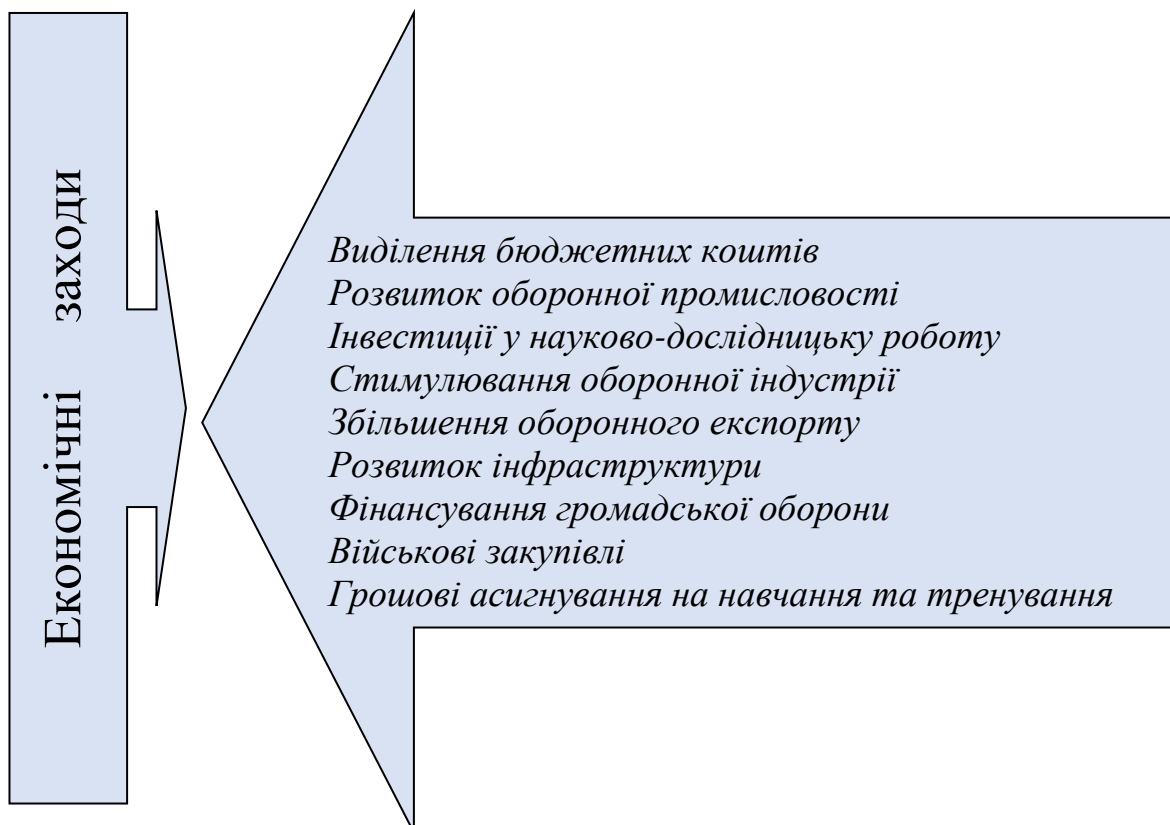 Економічні заходи
Виділення бюджетних коштів
Розвиток оборонної промисловості
Інвестиції у науково-дослідницьку роботу
Стимулювання оборонної індустрії
Збільшення оборонного експорту
Розвиток інфраструктури
Фінансування громадської оборони
Військові закупівлі
Грошові асигнування на навчання та тренування